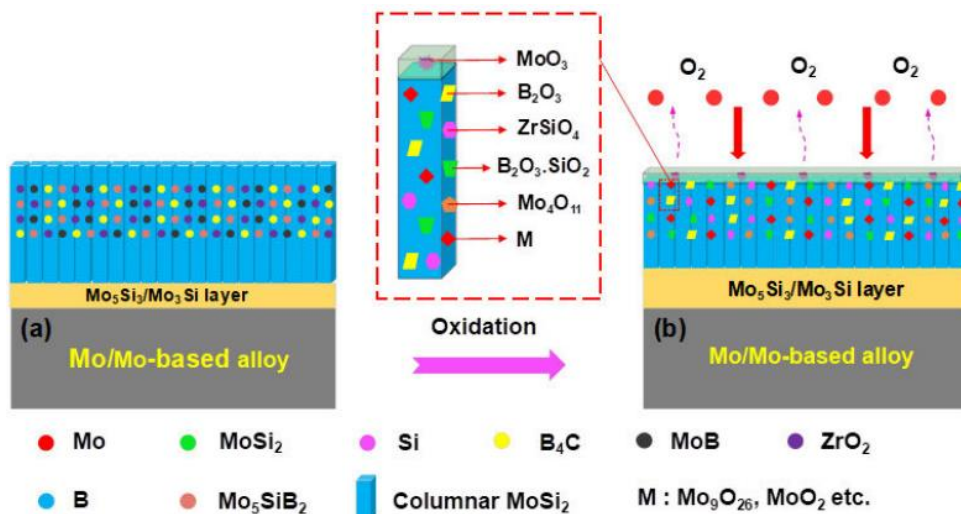 MoO₃
B₂O₃
ZrSiO₄
B₂O₃.SiO₂
Mo₄O₁₁
M
O₂ O₂ O₂
Mo₅Si₃/Mo₃Si layer
(a)
Mo/Mo-based alloy
Oxidation
Mo₅Si₃/Mo₃Si layer
(b)
Mo/Mo-based alloy
Mo MoSi₂ Si B₄C MoB ZrO₂
B Mo₅SiB₂ Columnar MoSi₂ M : Mo₉O₂₆, MoO₂ etc.